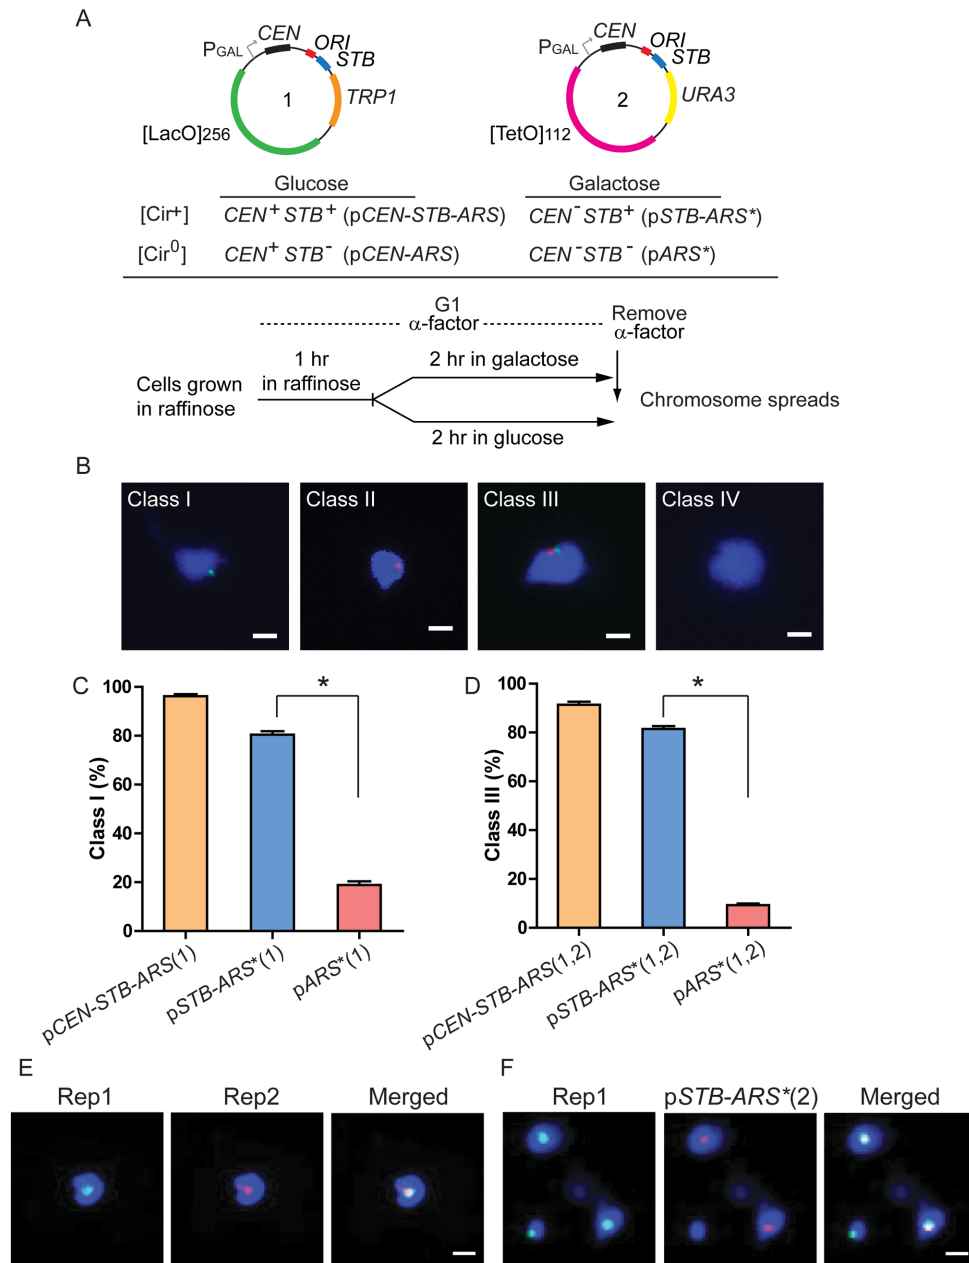 A
PGAL CEN ORI STB
1
TRP1
[LacO]256
PGAL CEN ORI STB
2
URA3
[TetO]112
Glucose Galactose
[Cir+] CEN+ STB+ (pCEN-STB-ARS) CEN- STB+ (pSTB-ARS*)
[Cir0] CEN+ STB- (pCEN-ARS) CEN- STB- (pARS*)
G1
α-factor
Remove
α-factor
1 hr
in raffinose
2 hr in galactose
Cells grown
in raffinose
Chromosome spreads
2 hr in glucose
B
Class I Class II Class III Class IV
C
100
80
60
40
20
0
Class I (%)
*
pCEN-STB-ARS(1)
pSTB-ARS*(1)
pARS*(1)
D
100
80
60
40
20
0
Class III (%)
*
pCEN-STB-ARS(1,2)
pSTB-ARS*(1,2)
pARS*(1,2)
E
Rep1 Rep2 Merged
F
Rep1 pSTB-ARS*(2) Merged